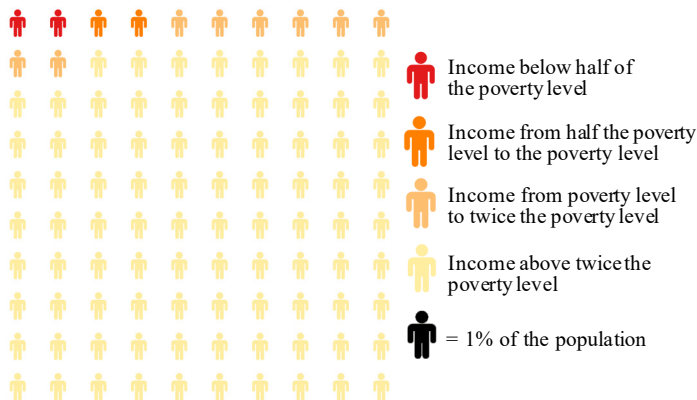 Income below half of
the poverty level
Income from half the poverty
level to the poverty level
Income from poverty level
to twice the poverty level
Income above twice the
poverty level
= 1% of the population